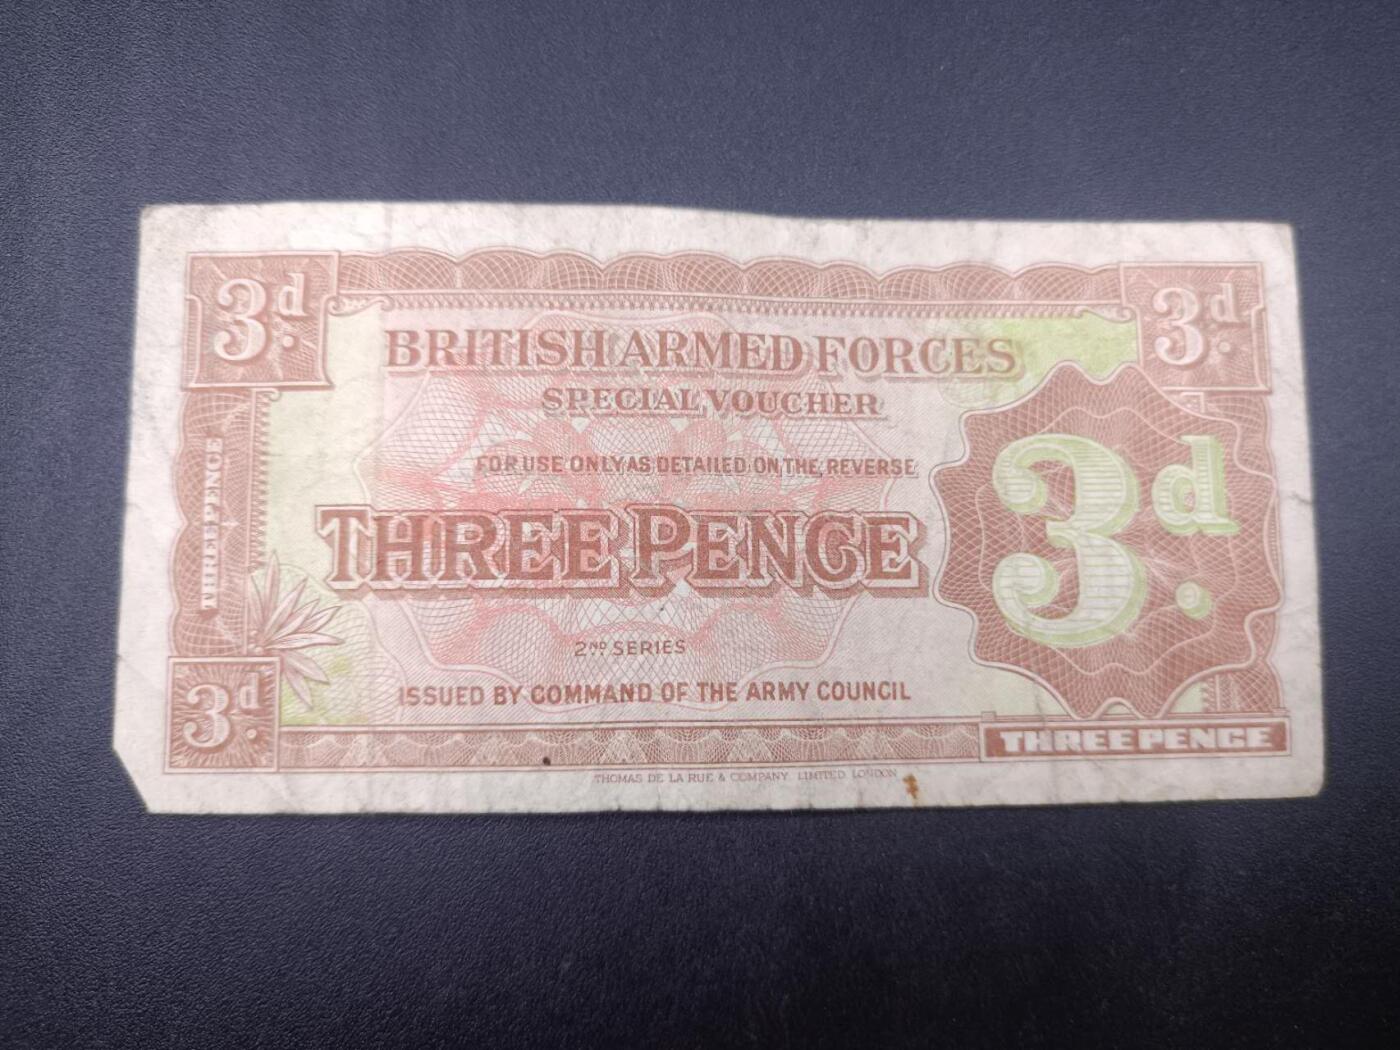 3d.
3d.
BRITISH ARMED FORCES
SPECIAL VOUCHER
FOR USE ONLY AS DETAILED ON THE REVERSE
THREE PENCE
3d.
THREE PENCE
2ND SERIES
ISSUED BY COMMAND OF THE ARMY COUNCIL
3d.
THREE PENCE
THOMAS DE LA RUE & COMPANY, LIMITED, LONDON